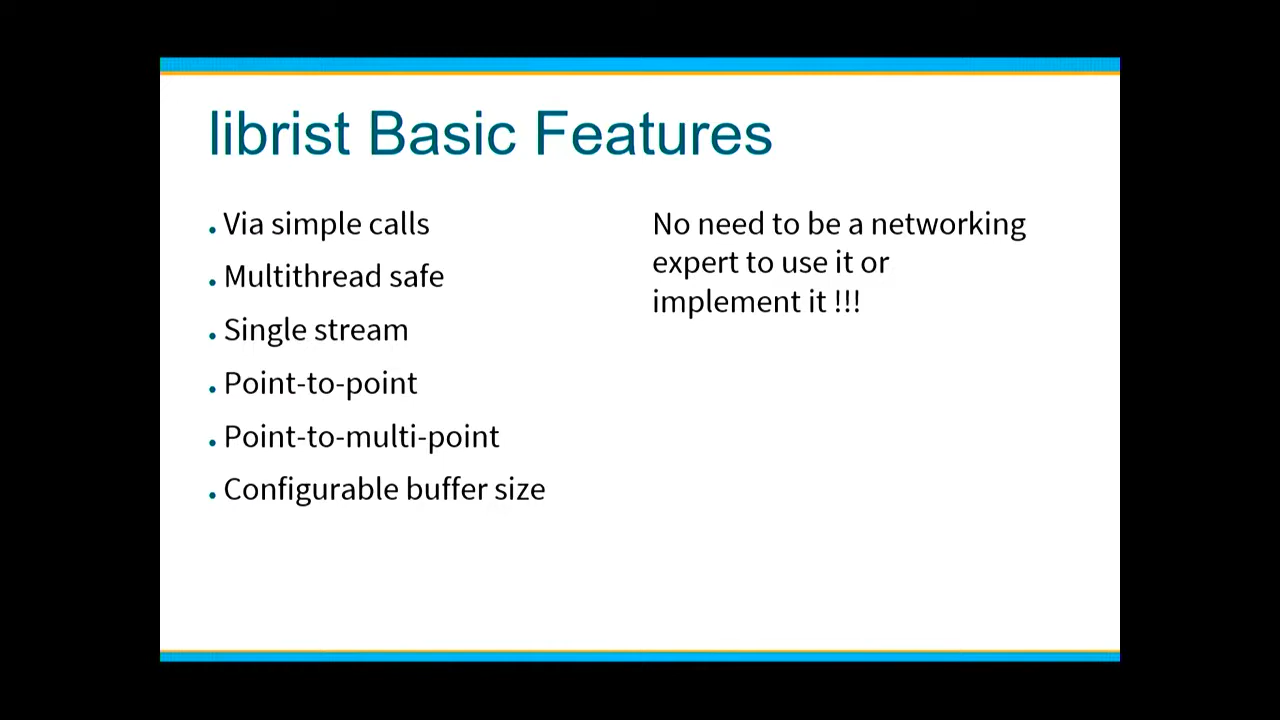 librist Basic Features
• Via simple calls
• Multithread safe
• Single stream
• Point-to-point
• Point-to-multi-point
• Configurable buffer size
No need to be a networking
expert to use it or
implement it !!!